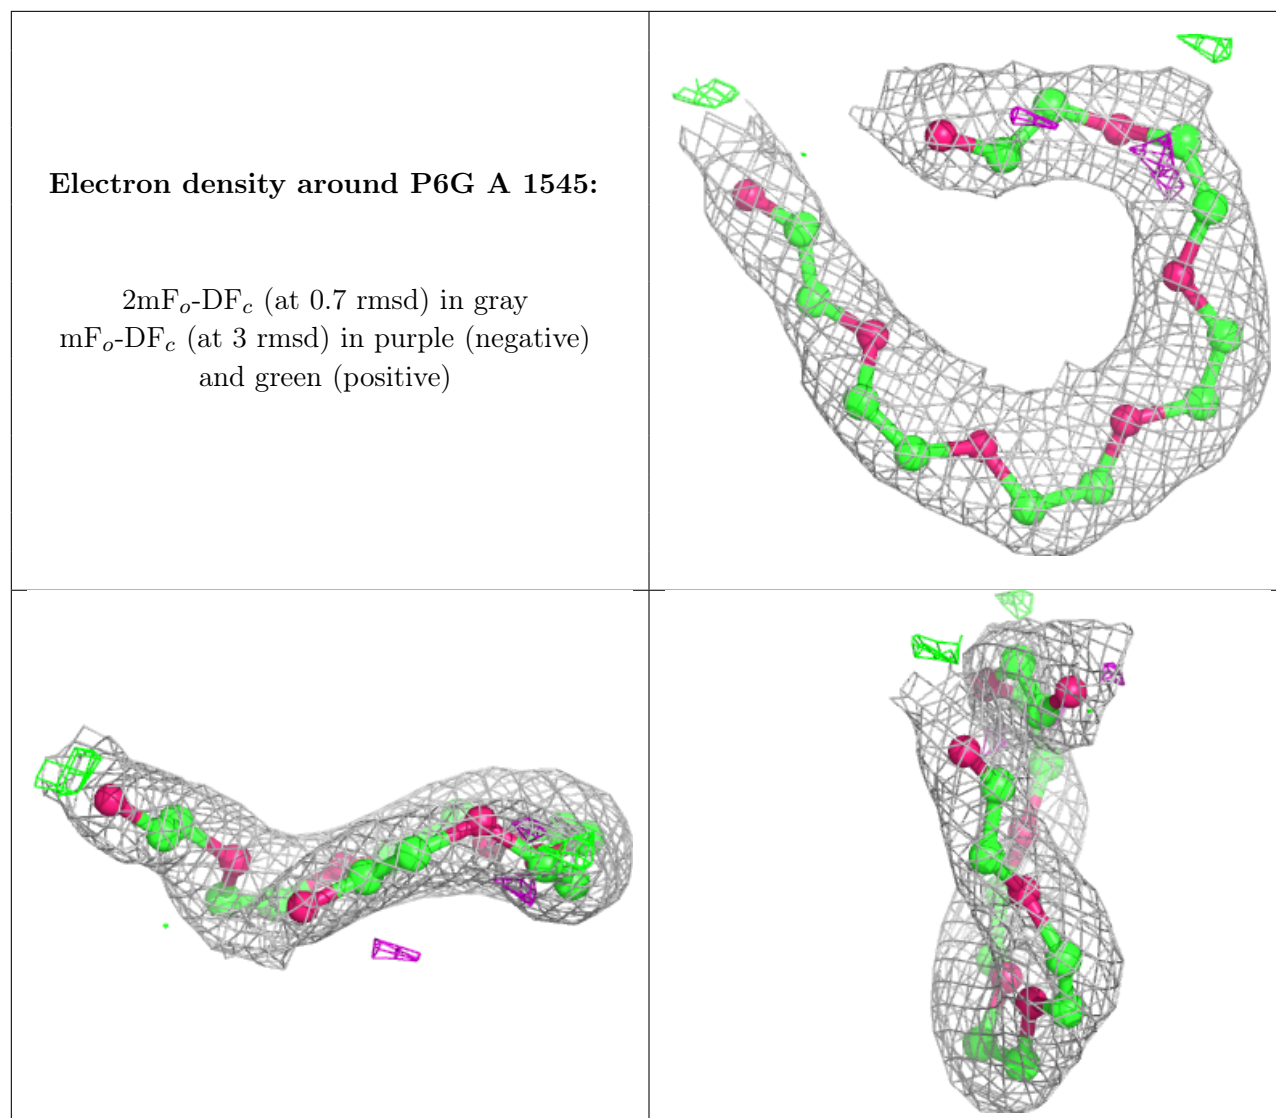 Electron density around P6G A 1545:
2mFo-DFc (at 0.7 rmsd) in gray
mFo-DFc (at 3 rmsd) in purple (negative)
and green (positive)